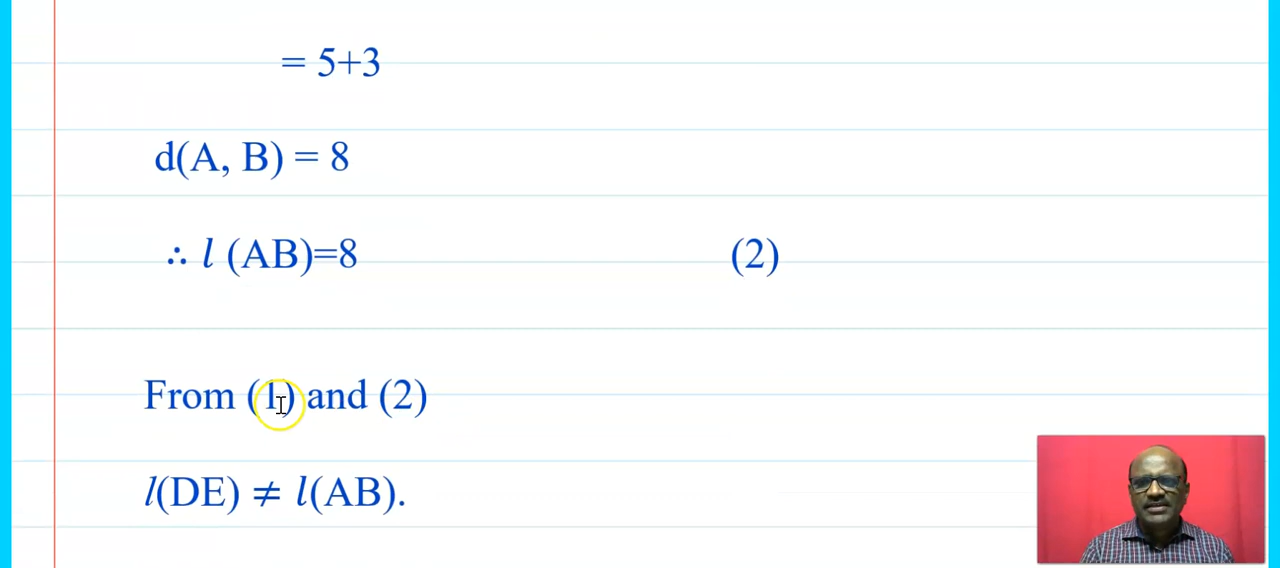 = 5+3
d(A, B) = 8
∴ l (AB)=8 (2)
From (1) and (2)
l(DE) ≠ l(AB).